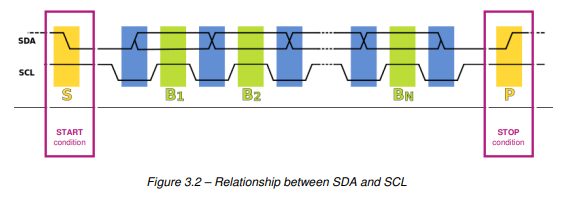 SDA
SCL
S B1 B2 BN P
START
condition
STOP
condition
Figure 3.2 – Relationship between SDA and SCL